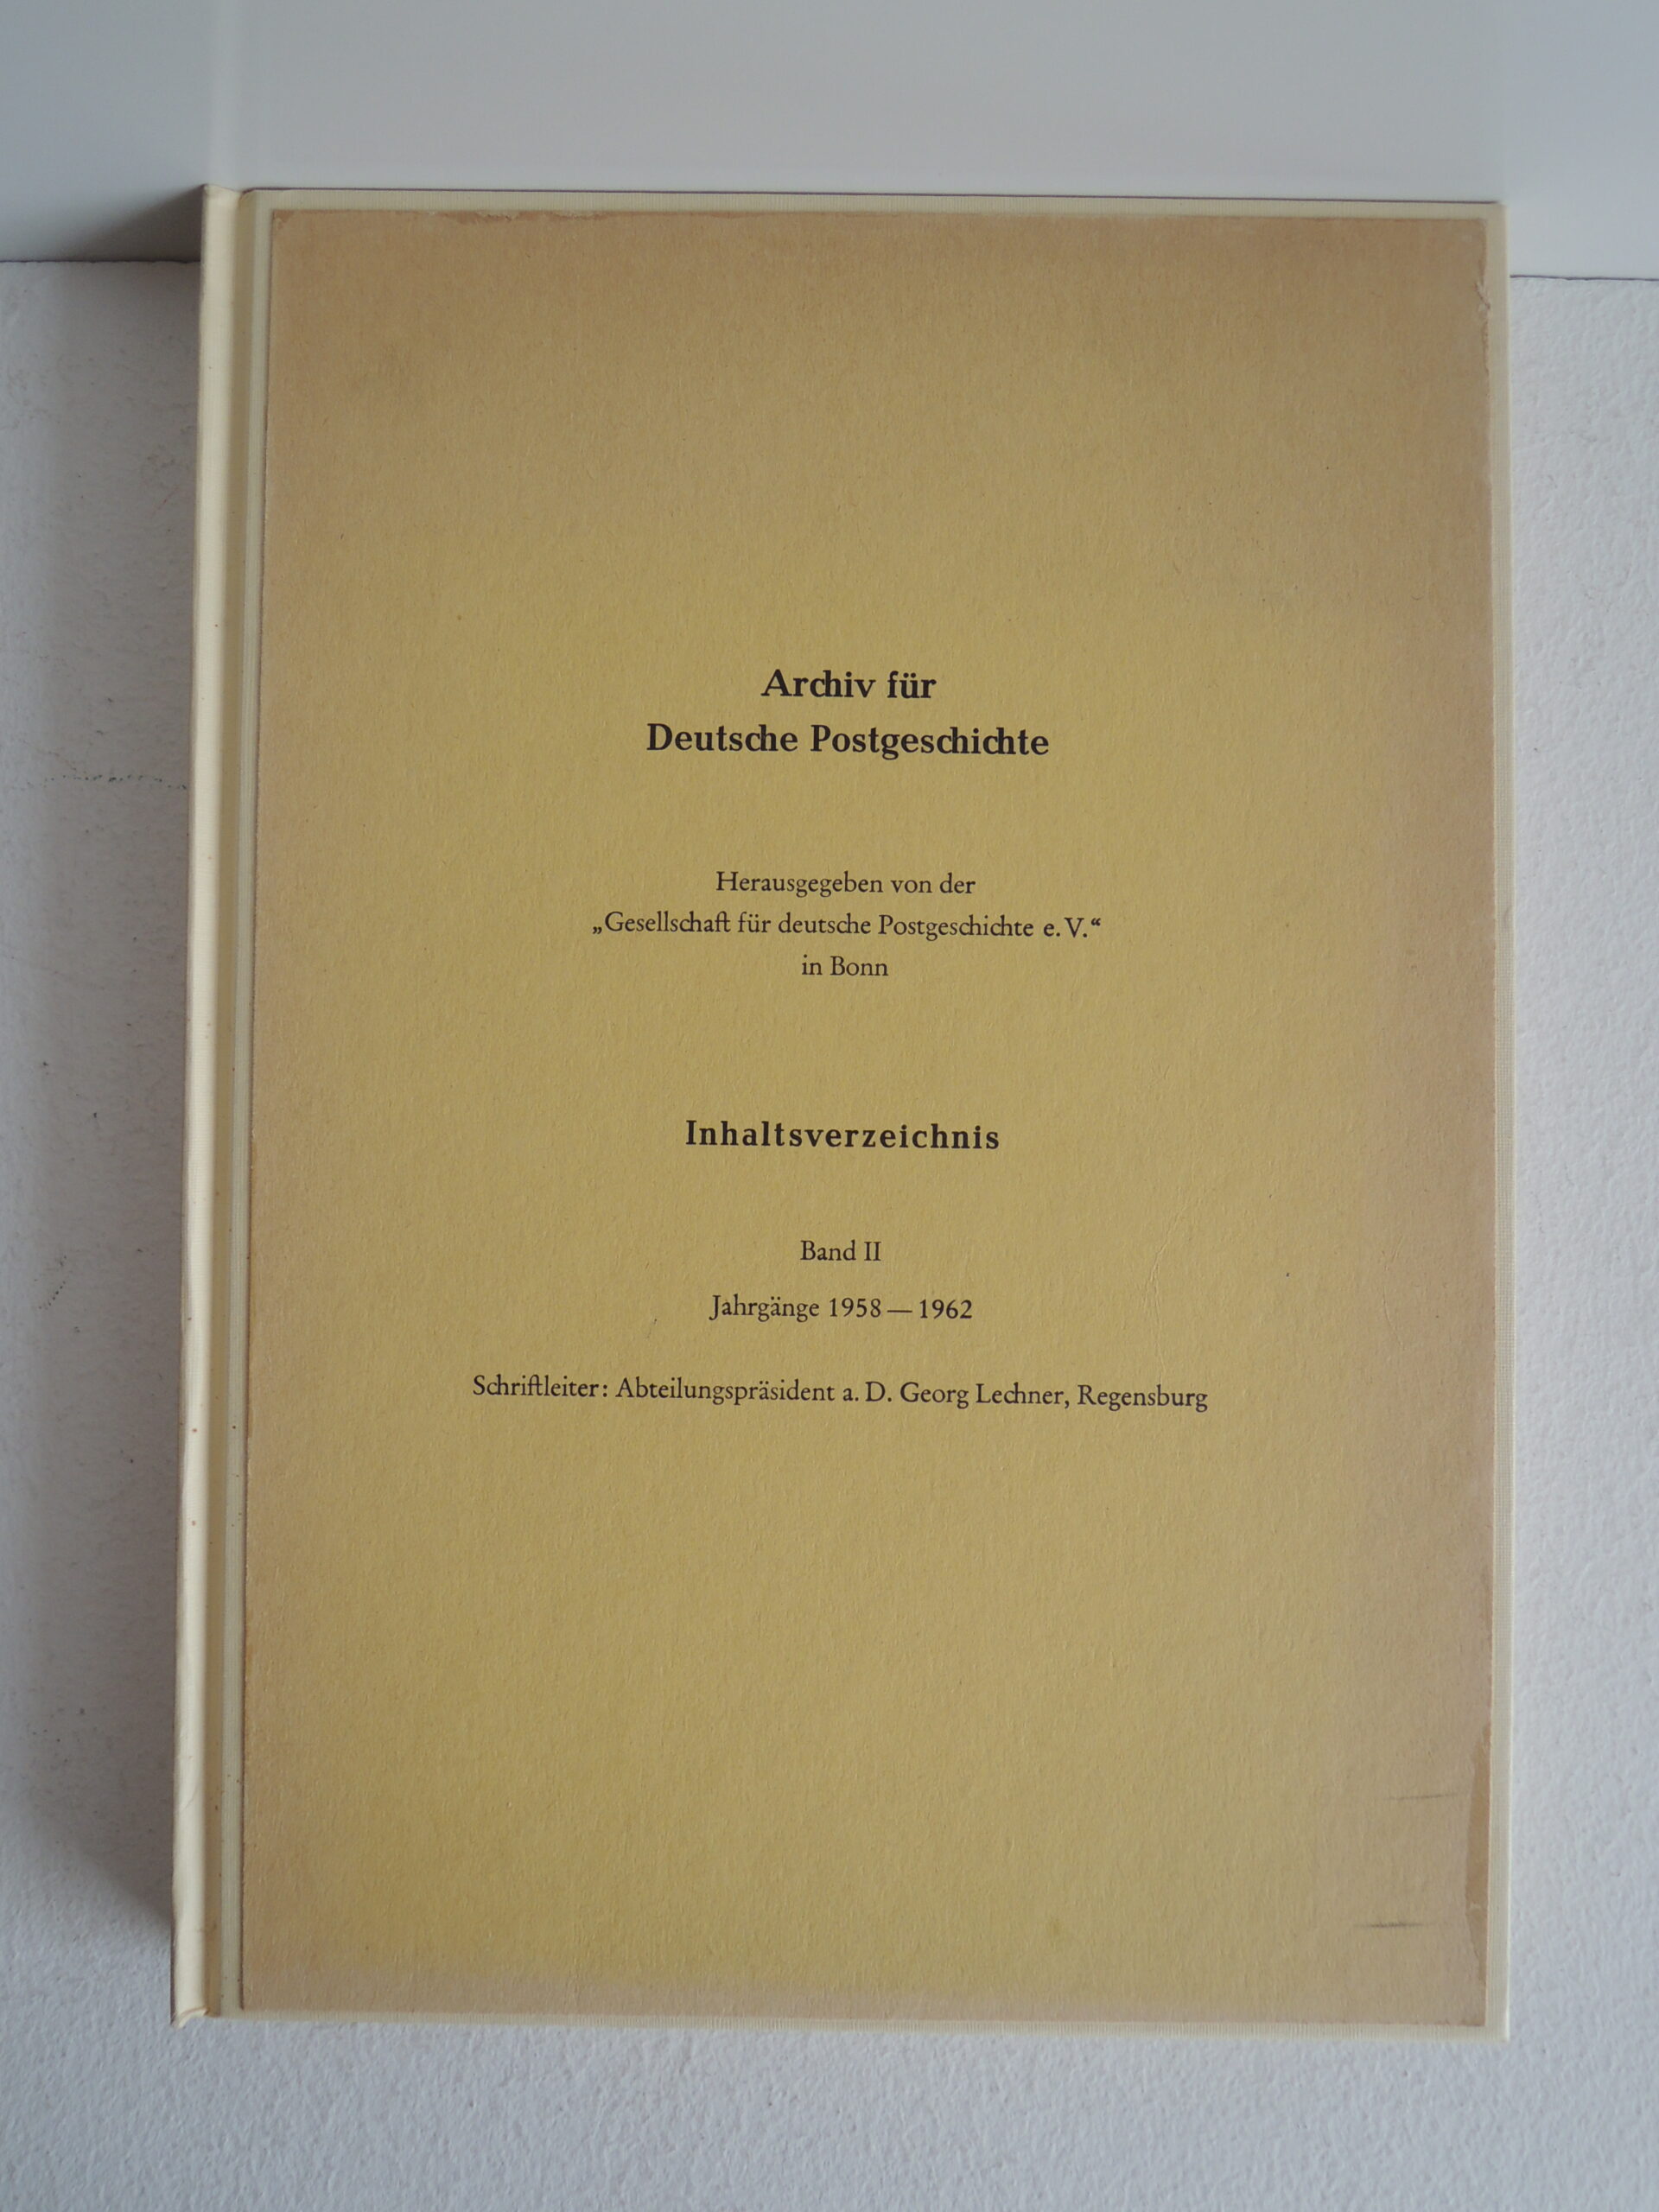 Archiv für
Deutsche Postgeschichte
Herausgegeben von der
„Gesellschaft für deutsche Postgeschichte e. V.“
in Bonn
Inhaltsverzeichnis
Band II
Jahrgänge 1958 — 1962
Schriftleiter: Abteilungspräsident a. D. Georg Lechner, Regensburg